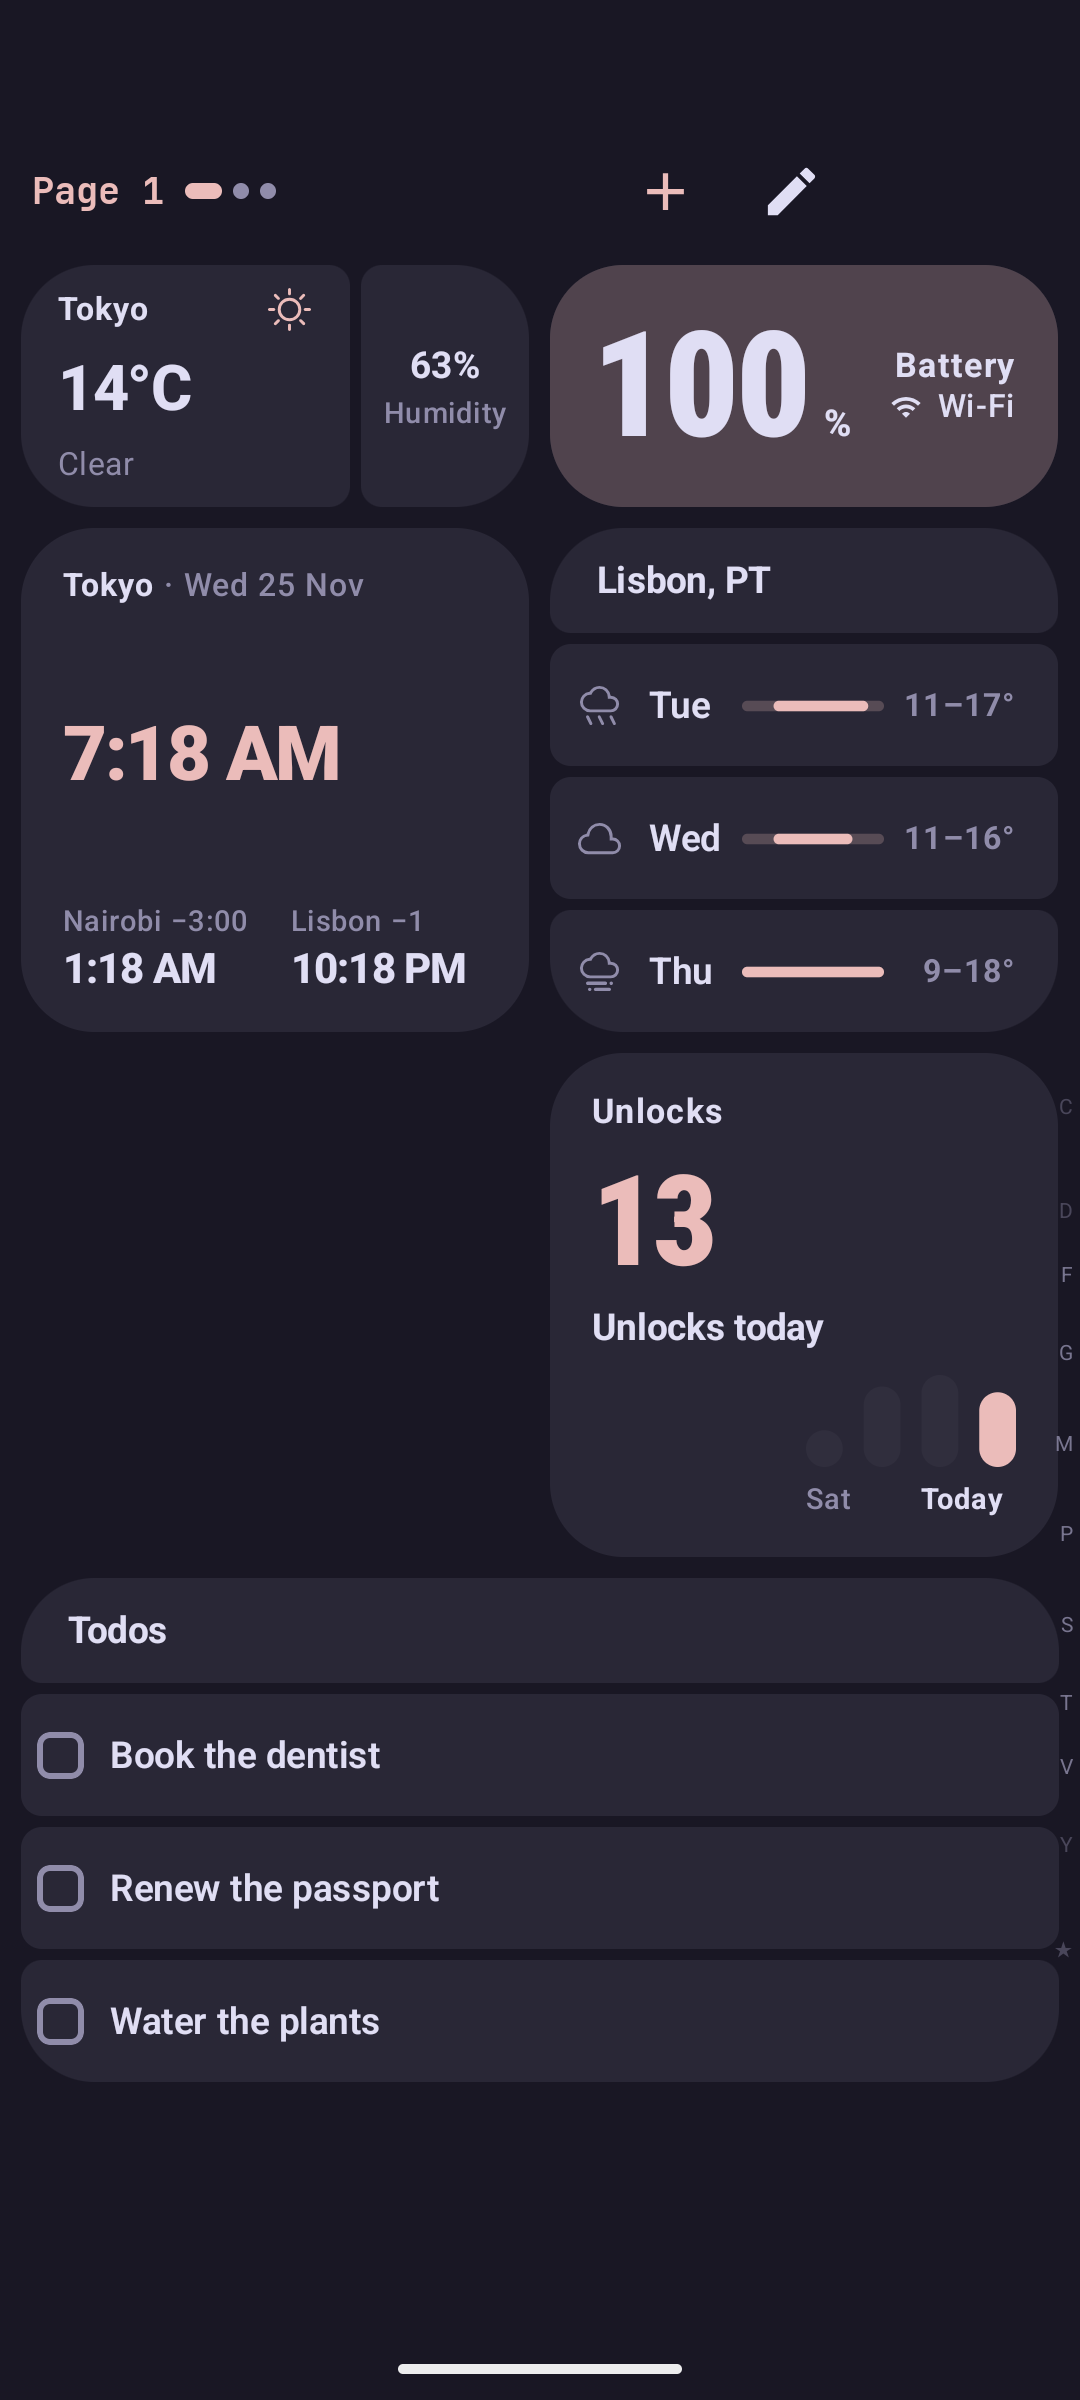 Page 1
Tokyo
14°C
Clear
63%
Humidity
100 %
Battery
Wi-Fi
Tokyo · Wed 25 Nov
7:18 AM
Nairobi −3:00
1:18 AM
Lisbon −1
10:18 PM
Lisbon, PT
Tue 11–17°
Wed 11–16°
Thu 9–18°
Unlocks
13
Unlocks today
Sat Today
Todos
Book the dentist
Renew the passport
Water the plants
C
D
F
G
M
P
S
T
V
Y
★